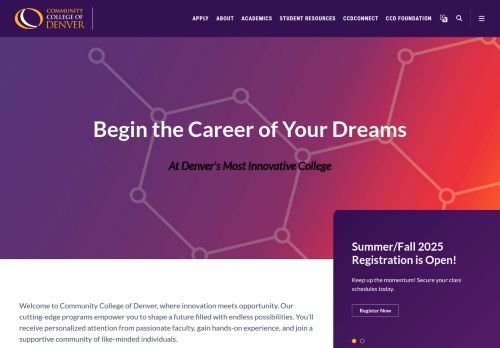 COMMUNITY
COLLEGE OF
DENVER
APPLY ABOUT ACADEMICS STUDENT RESOURCES CCDCONNECT CCD FOUNDATION
Begin the Career of Your Dreams
At Denver's Most Innovative College
Summer/Fall 2025
Registration is Open!
Keep up the momentum! Secure your class
schedules today.
Register Now
Welcome to Community College of Denver, where innovation meets opportunity. Our
cutting-edge programs empower you to shape a future filled with endless possibilities. You'll
receive personalized attention from passionate faculty, gain hands-on experience, and join a
supportive community of like-minded individuals.